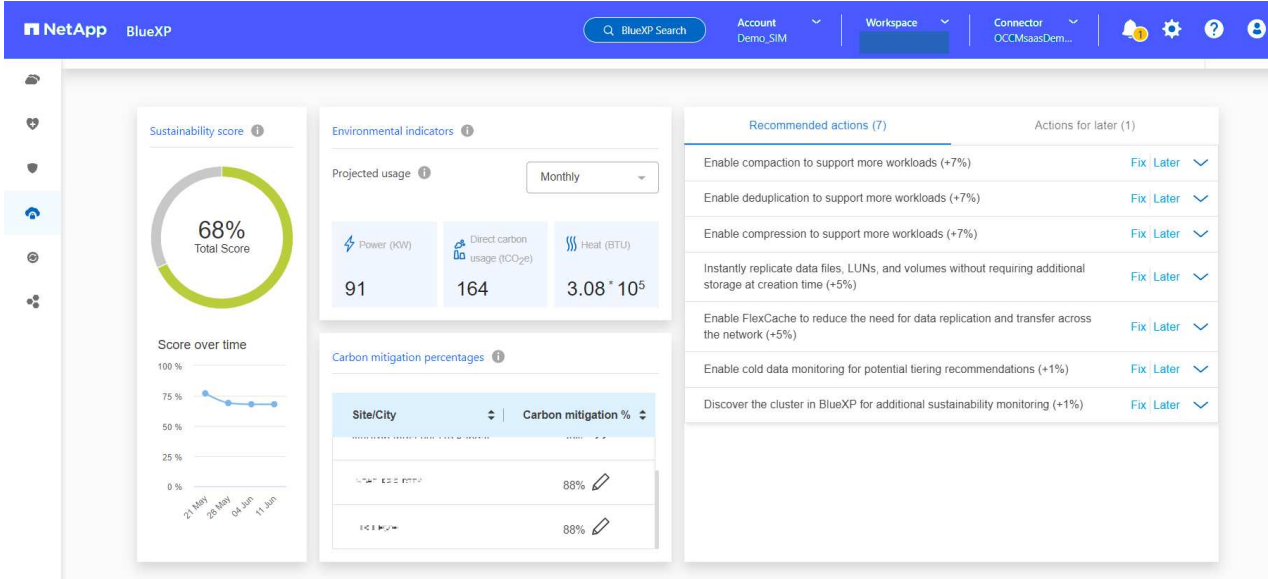 NetApp BlueXP
BlueXP Search
Account
Demo_SIM
Workspace
Connector
OCCMsaasDem...
1
Sustainability score
68%
Total Score
Score over time
100 %
75 %
50 %
25 %
0 %
21 May
28 May
04 Jun
11 Jun
Environmental indicators
Projected usage
Monthly
Power (KW)
91
Direct carbon
usage (tCO2e)
164
Heat (BTU)
3.08 * 10⁵
Carbon mitigation percentages
Site/City
Carbon mitigation %
88%
88%
Recommended actions (7)
Actions for later (1)
Enable compaction to support more workloads (+7%)
Fix Later
Enable deduplication to support more workloads (+7%)
Fix Later
Enable compression to support more workloads (+7%)
Fix Later
Instantly replicate data files, LUNs, and volumes without requiring additional
storage at creation time (+5%)
Fix Later
Enable FlexCache to reduce the need for data replication and transfer across
the network (+5%)
Fix Later
Enable cold data monitoring for potential tiering recommendations (+1%)
Fix Later
Discover the cluster in BlueXP for additional sustainability monitoring (+1%)
Fix Later